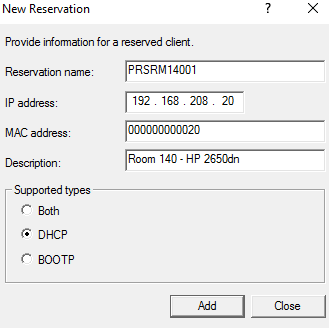 New Reservation
Provide information for a reserved client.
Reservation name: PRSRM14001
IP address: 192 . 168 . 208 . 20
MAC address: 000000000020
Description: Room 140 - HP 2650dn
Supported types
Both
DHCP
BOOTP
Add Close